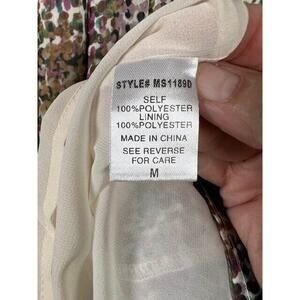 STYLE# MS1189D
SELF
100%POLYESTER
LINING
100%POLYESTER
MADE IN CHINA
SEE REVERSE
FOR CARE
M